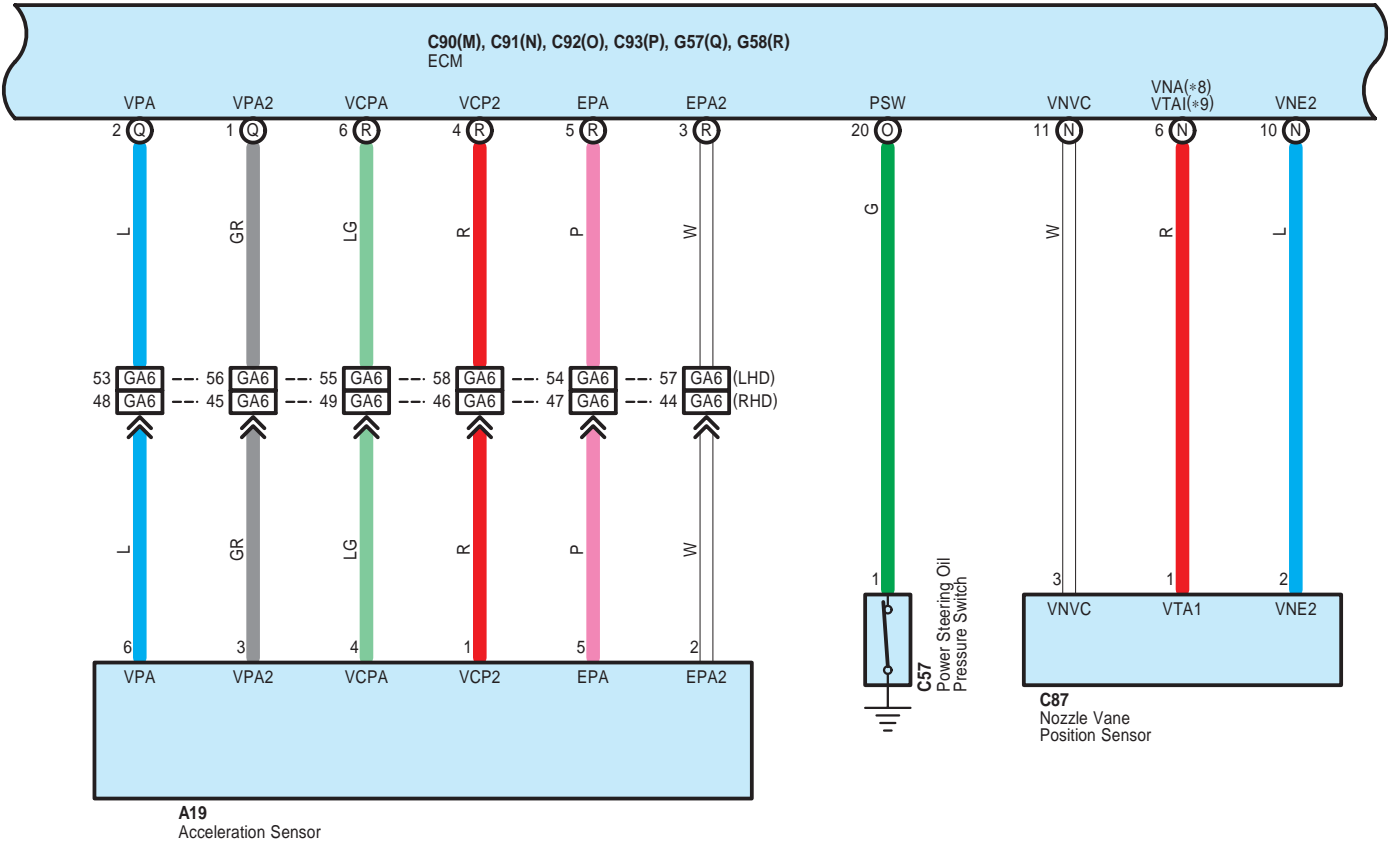 C90(M), C91(N), C92(O), C93(P), G57(Q), G58(R)
ECM
VNA(*8)
VPA VPA2 VCPA VCP2 EPA EPA2 PSW VNVC VTAI(*9) VNE2
2 Q 1 Q 6 R 4 R 5 R 3 R 20 O 11 N 6 N 10 N
L GR LG R P W G W R L
53 GA6 56 GA6 55 GA6 58 GA6 54 GA6 57 GA6 (LHD)
48 GA6 45 GA6 49 GA6 46 GA6 47 GA6 44 GA6 (RHD)
L GR LG R P W
1 3 1 2
VNVC VTA1 VNE2
6 3 4 1 5 2
VPA VPA2 VCPA VCP2 EPA EPA2
C57
Power Steering Oil
Pressure Switch
C87
Nozzle Vane
Position Sensor
A19
Acceleration Sensor